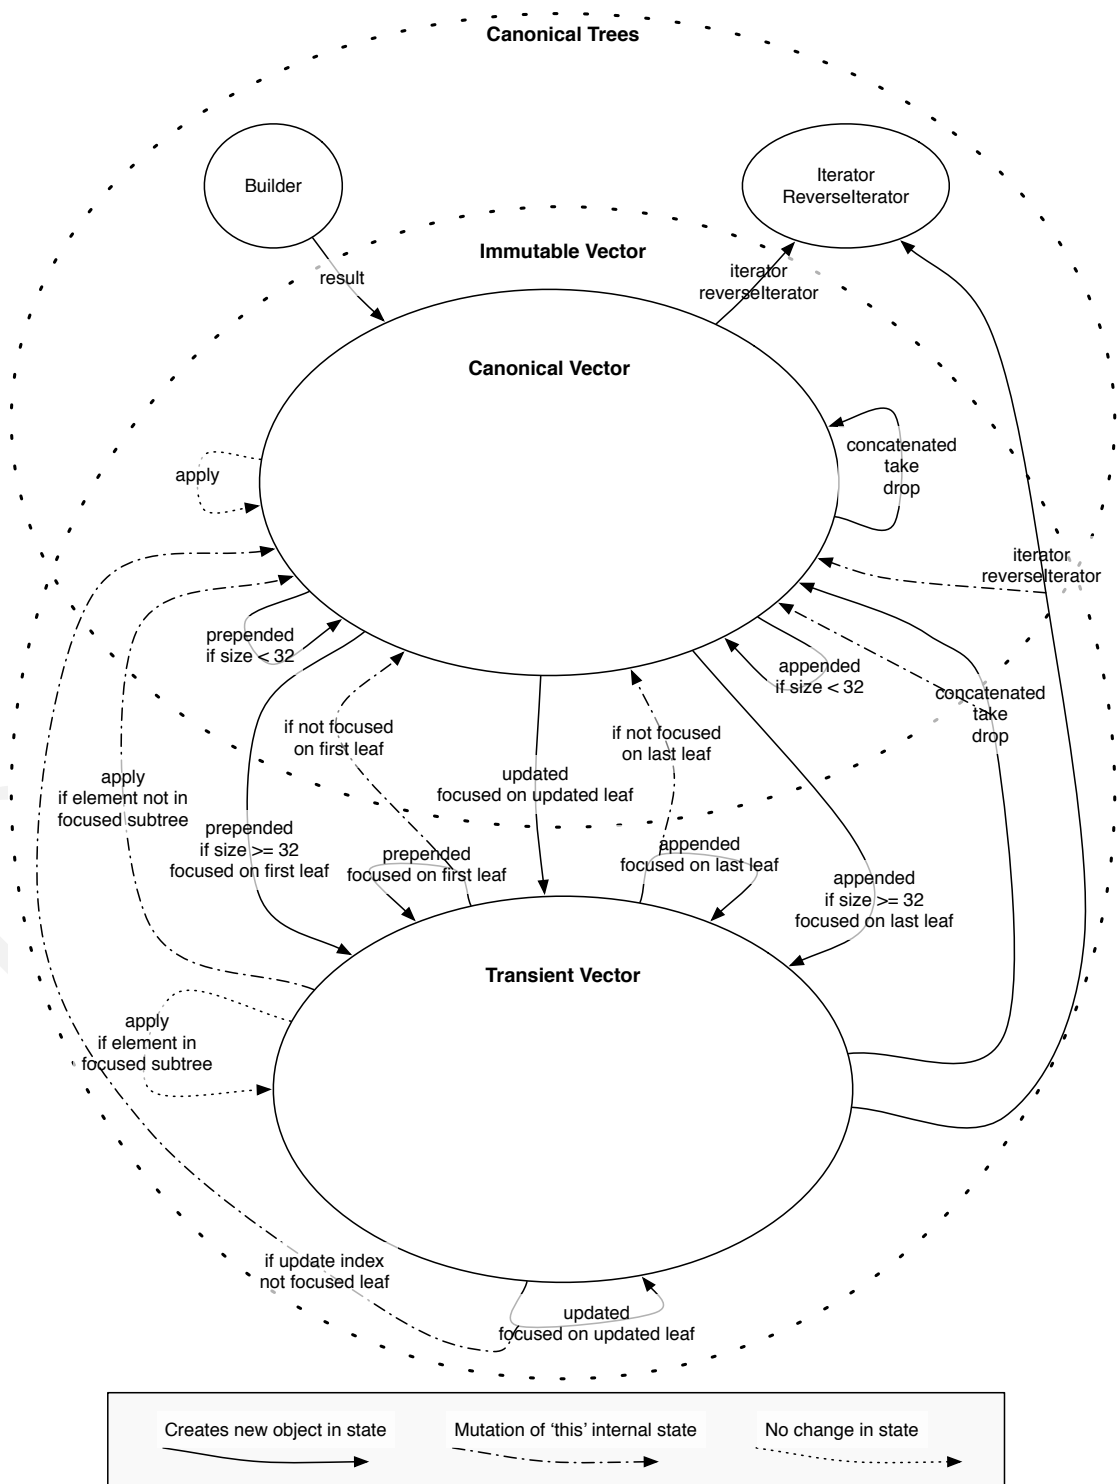 Canonical Trees
Builder
Iterator
ReverseIterator
Immutable Vector
result
iterator
reverseIterator
Canonical Vector
apply
concatenated
take
drop
iterator
reverseIterator
prepended
if size < 32
appended
if size < 32
concatenated
take
drop
if not focused
on first leaf
if not focused
on last leaf
updated
focused on updated leaf
apply
if element not in
focused subtree
prepended
if size >= 32
focused on first leaf
prepended
focused on first leaf
appended
focused on last leaf
appended
if size >= 32
focused on last leaf
Transient Vector
apply
if element in
focused subtree
if update index
not focused leaf
updated
focused on updated leaf
Creates new object in state
Mutation of ‘this’ internal state
No change in state